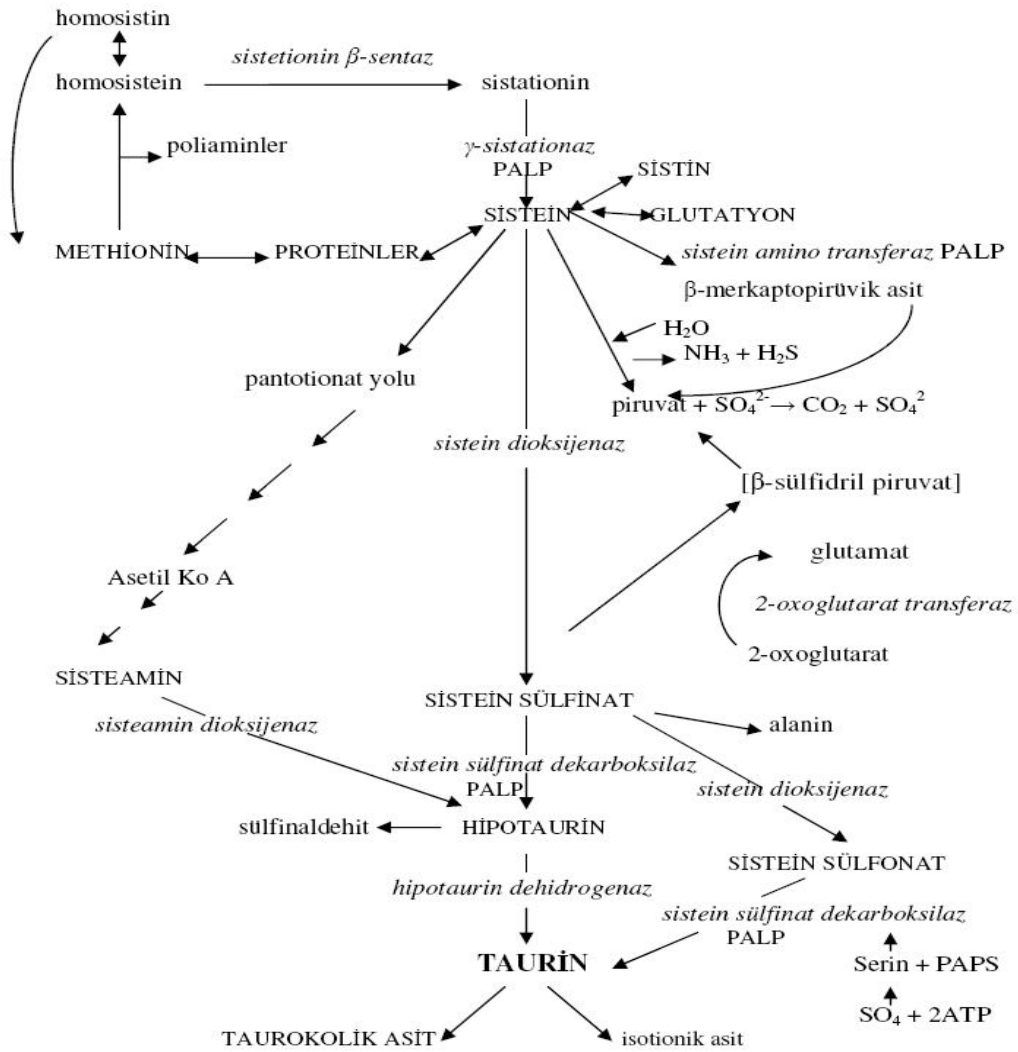 homosistin
sistetionin β-sentaz
homosistein
sistationin
poliaminler
γ-sistationaz
PALP
SİSTİN
SİSTEİN
GLUTATYON
METHİONİN
PROTEİNLER
sistein amino transferaz PALP
β-merkaptopirüvik asit
H₂O
NH₃ + H₂S
pantotionat yolu
piruvat + SO₄²⁻ → CO₂ + SO₄²
sistein dioksijenaz
[β-sülfidril piruvat]
glutamat
Asetil Ko A
2-oxoglutarat transferaz
2-oxoglutarat
SİSTEAMİN
SİSTEİN SÜLFİNAT
sisteamin dioksijenaz
alanin
sistein sülfinat dekarboksilaz
PALP
sistein dioksijenaz
sülfinaldehit
HİPOTAURİN
SİSTEİN SÜLFONAT
hipotaurin dehidrogenaz
sistein sülfinat dekarboksilaz
PALP
TAURİN
Serin + PAPS
SO₄ + 2ATP
TAUROKOLİK ASİT
isotionik asit